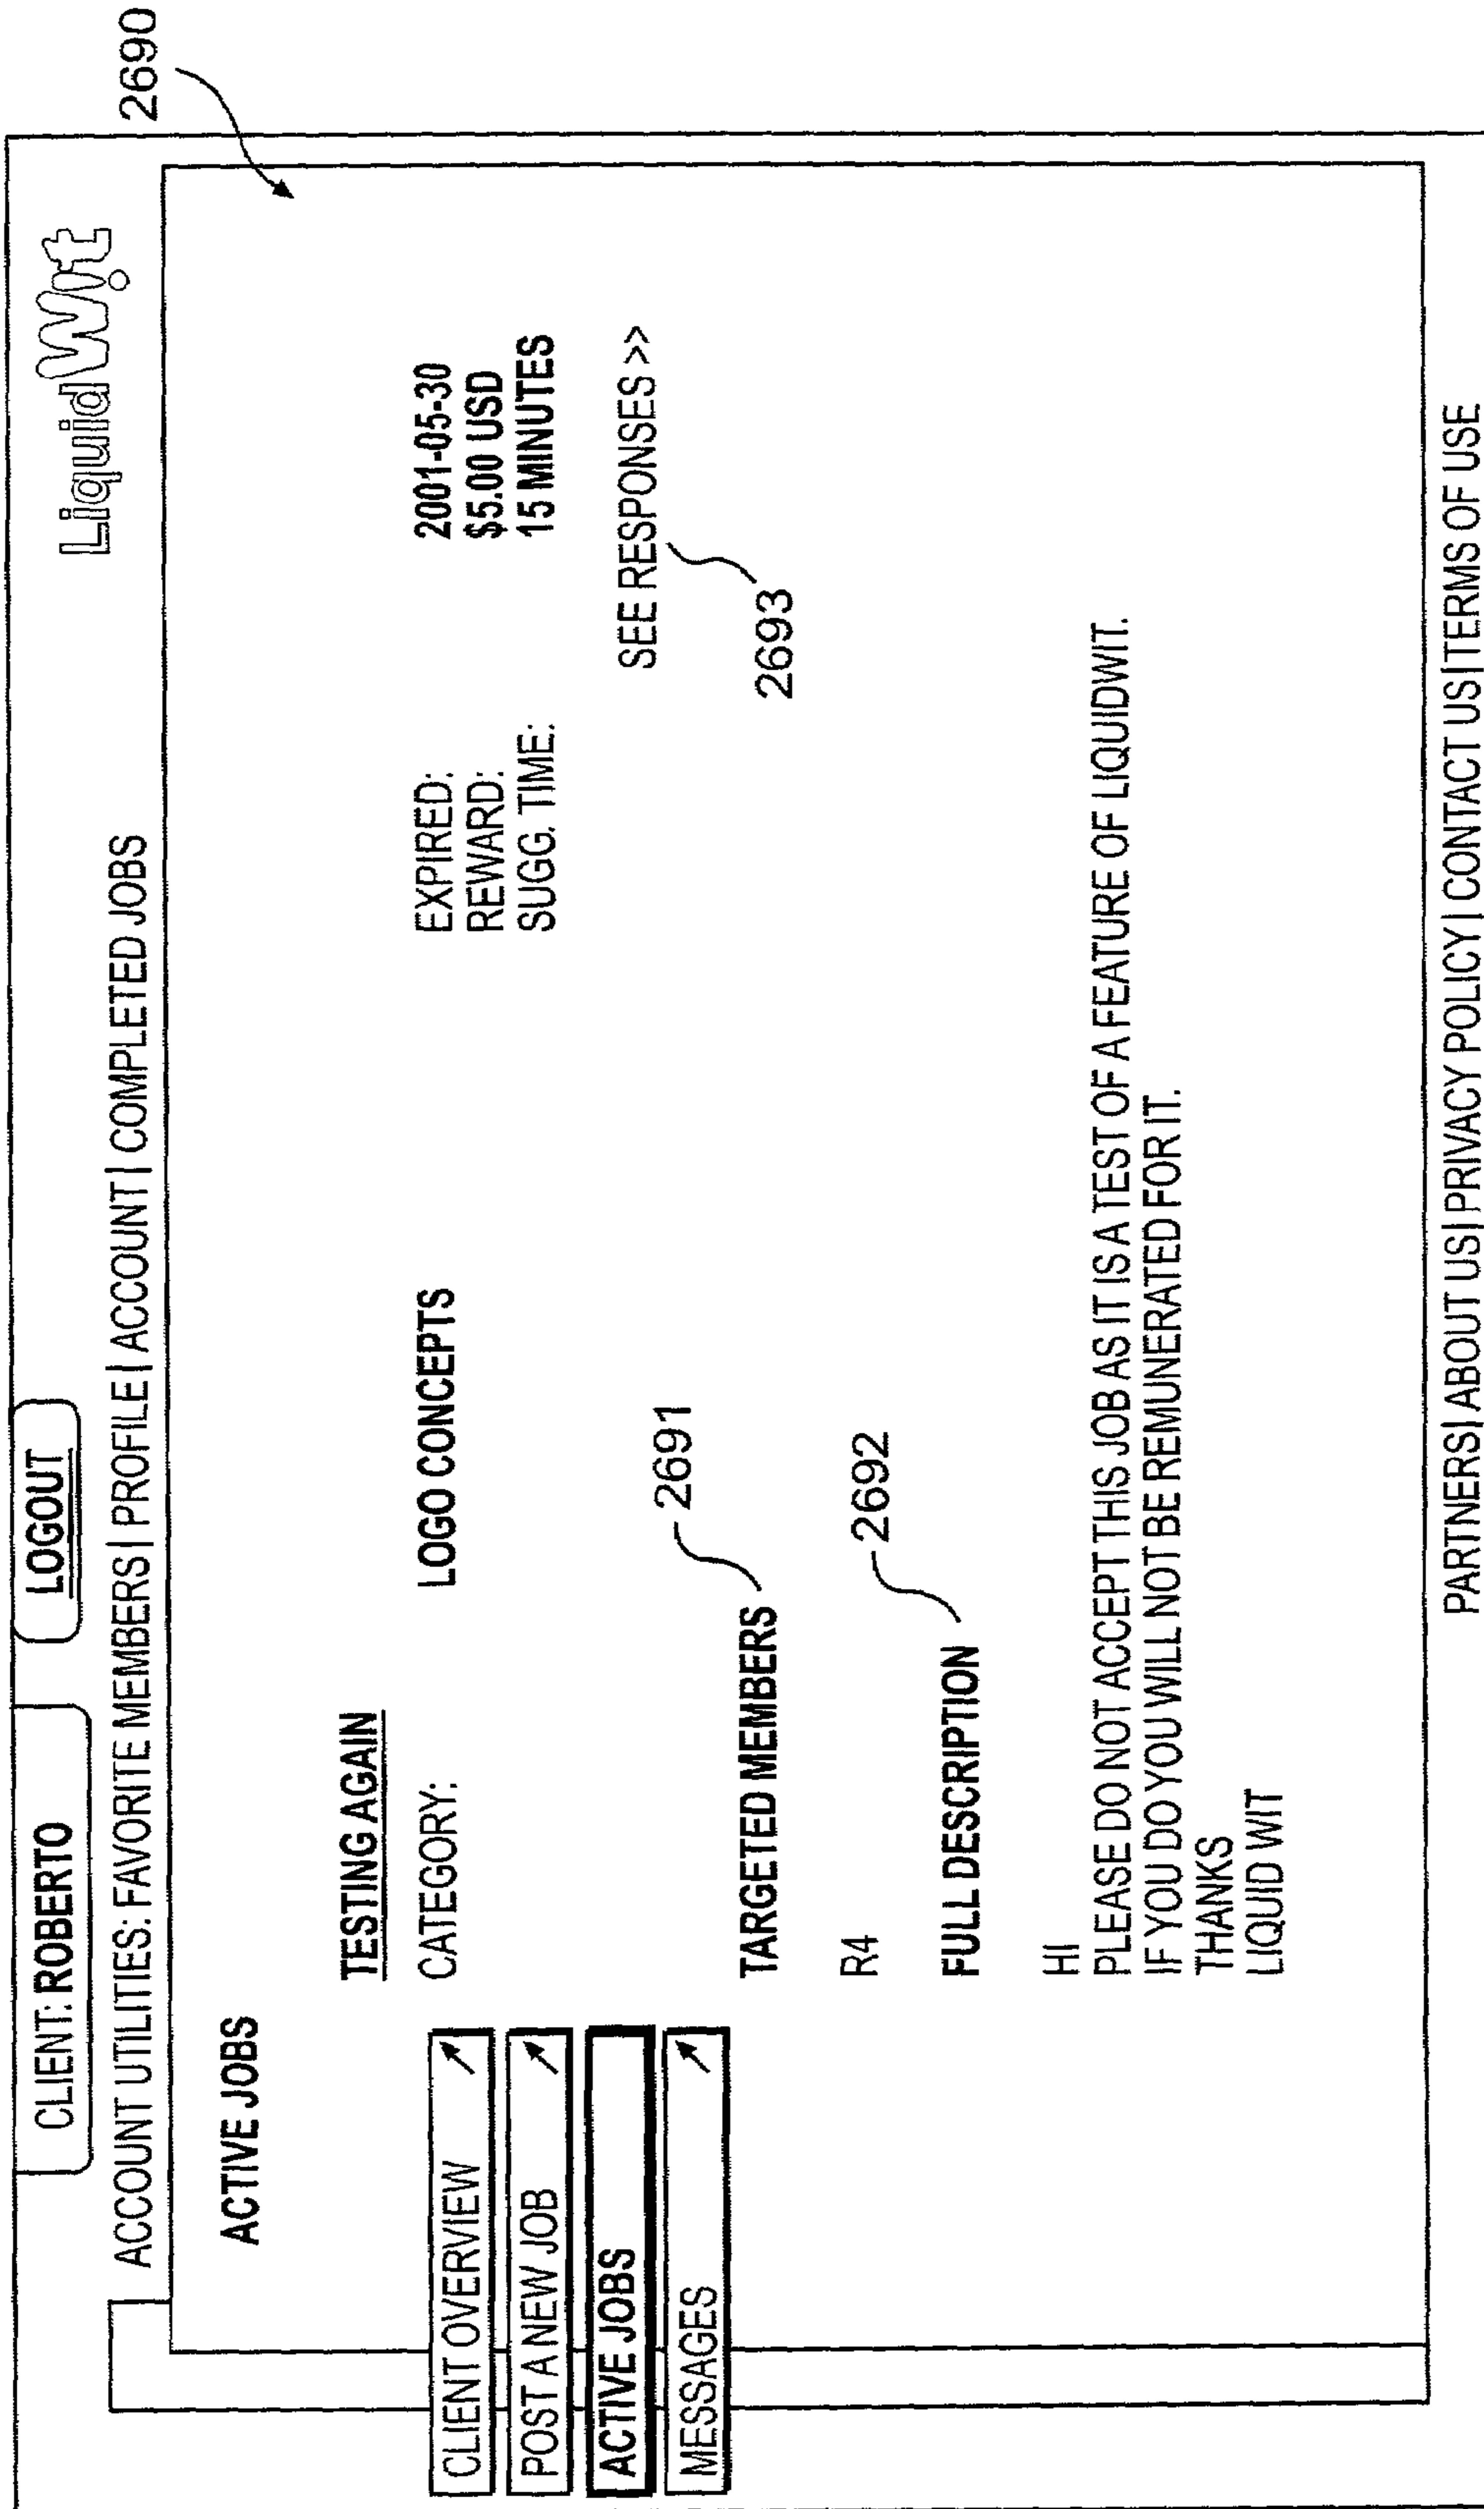 CLIENT: ROBERTO
LOGOUT
LiquidWit
2690
ACCOUNT UTILITIES: FAVORITE MEMBERS | PROFILE | ACCOUNT | COMPLETED JOBS
ACTIVE JOBS
CLIENT OVERVIEW
POST A NEW JOB
ACTIVE JOBS
MESSAGES
TESTING AGAIN
CATEGORY: LOGO CONCEPTS
EXPIRED: 2001-05-30
REWARD: $5.00 USD
SUGG. TIME: 15 MINUTES
SEE RESPONSES >>
2693
2691
TARGETED MEMBERS
R4
2692
FULL DESCRIPTION
HI
PLEASE DO NOT ACCEPT THIS JOB AS IT IS A TEST OF A FEATURE OF LIQUIDWIT.
IF YOU DO YOU WILL NOT BE REMUNERATED FOR IT.
THANKS
LIQUID WIT
PARTNERS | ABOUT US | PRIVACY POLICY | CONTACT US | TERMS OF USE